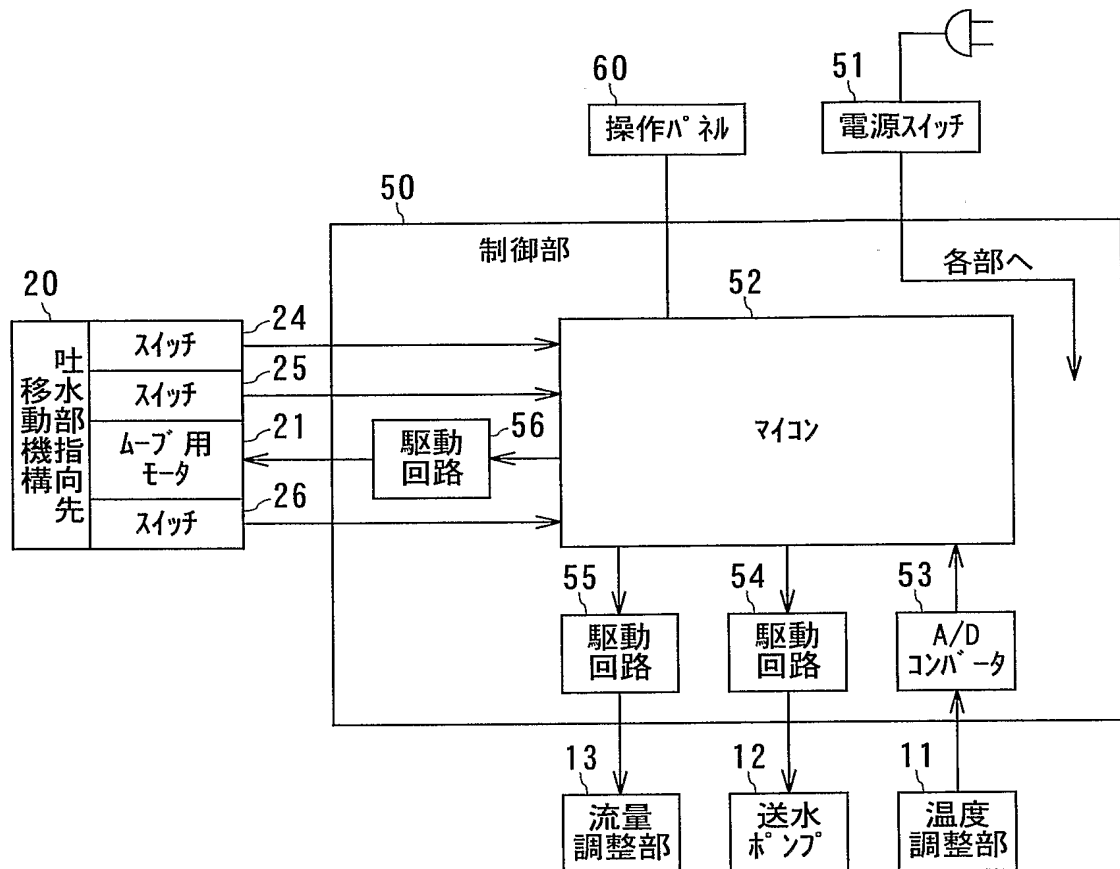 60
操作パネル
51
電源スイッチ
50
制御部
各部へ
20
吐水部指向先
移動機構
24
スイッチ
25
スイッチ
21
ムーブ用
モータ
26
スイッチ
56
駆動
回路
52
マイコン
55
駆動
回路
54
駆動
回路
53
A/D
コンバータ
13
流量
調整部
12
送水
ポンプ
11
温度
調整部